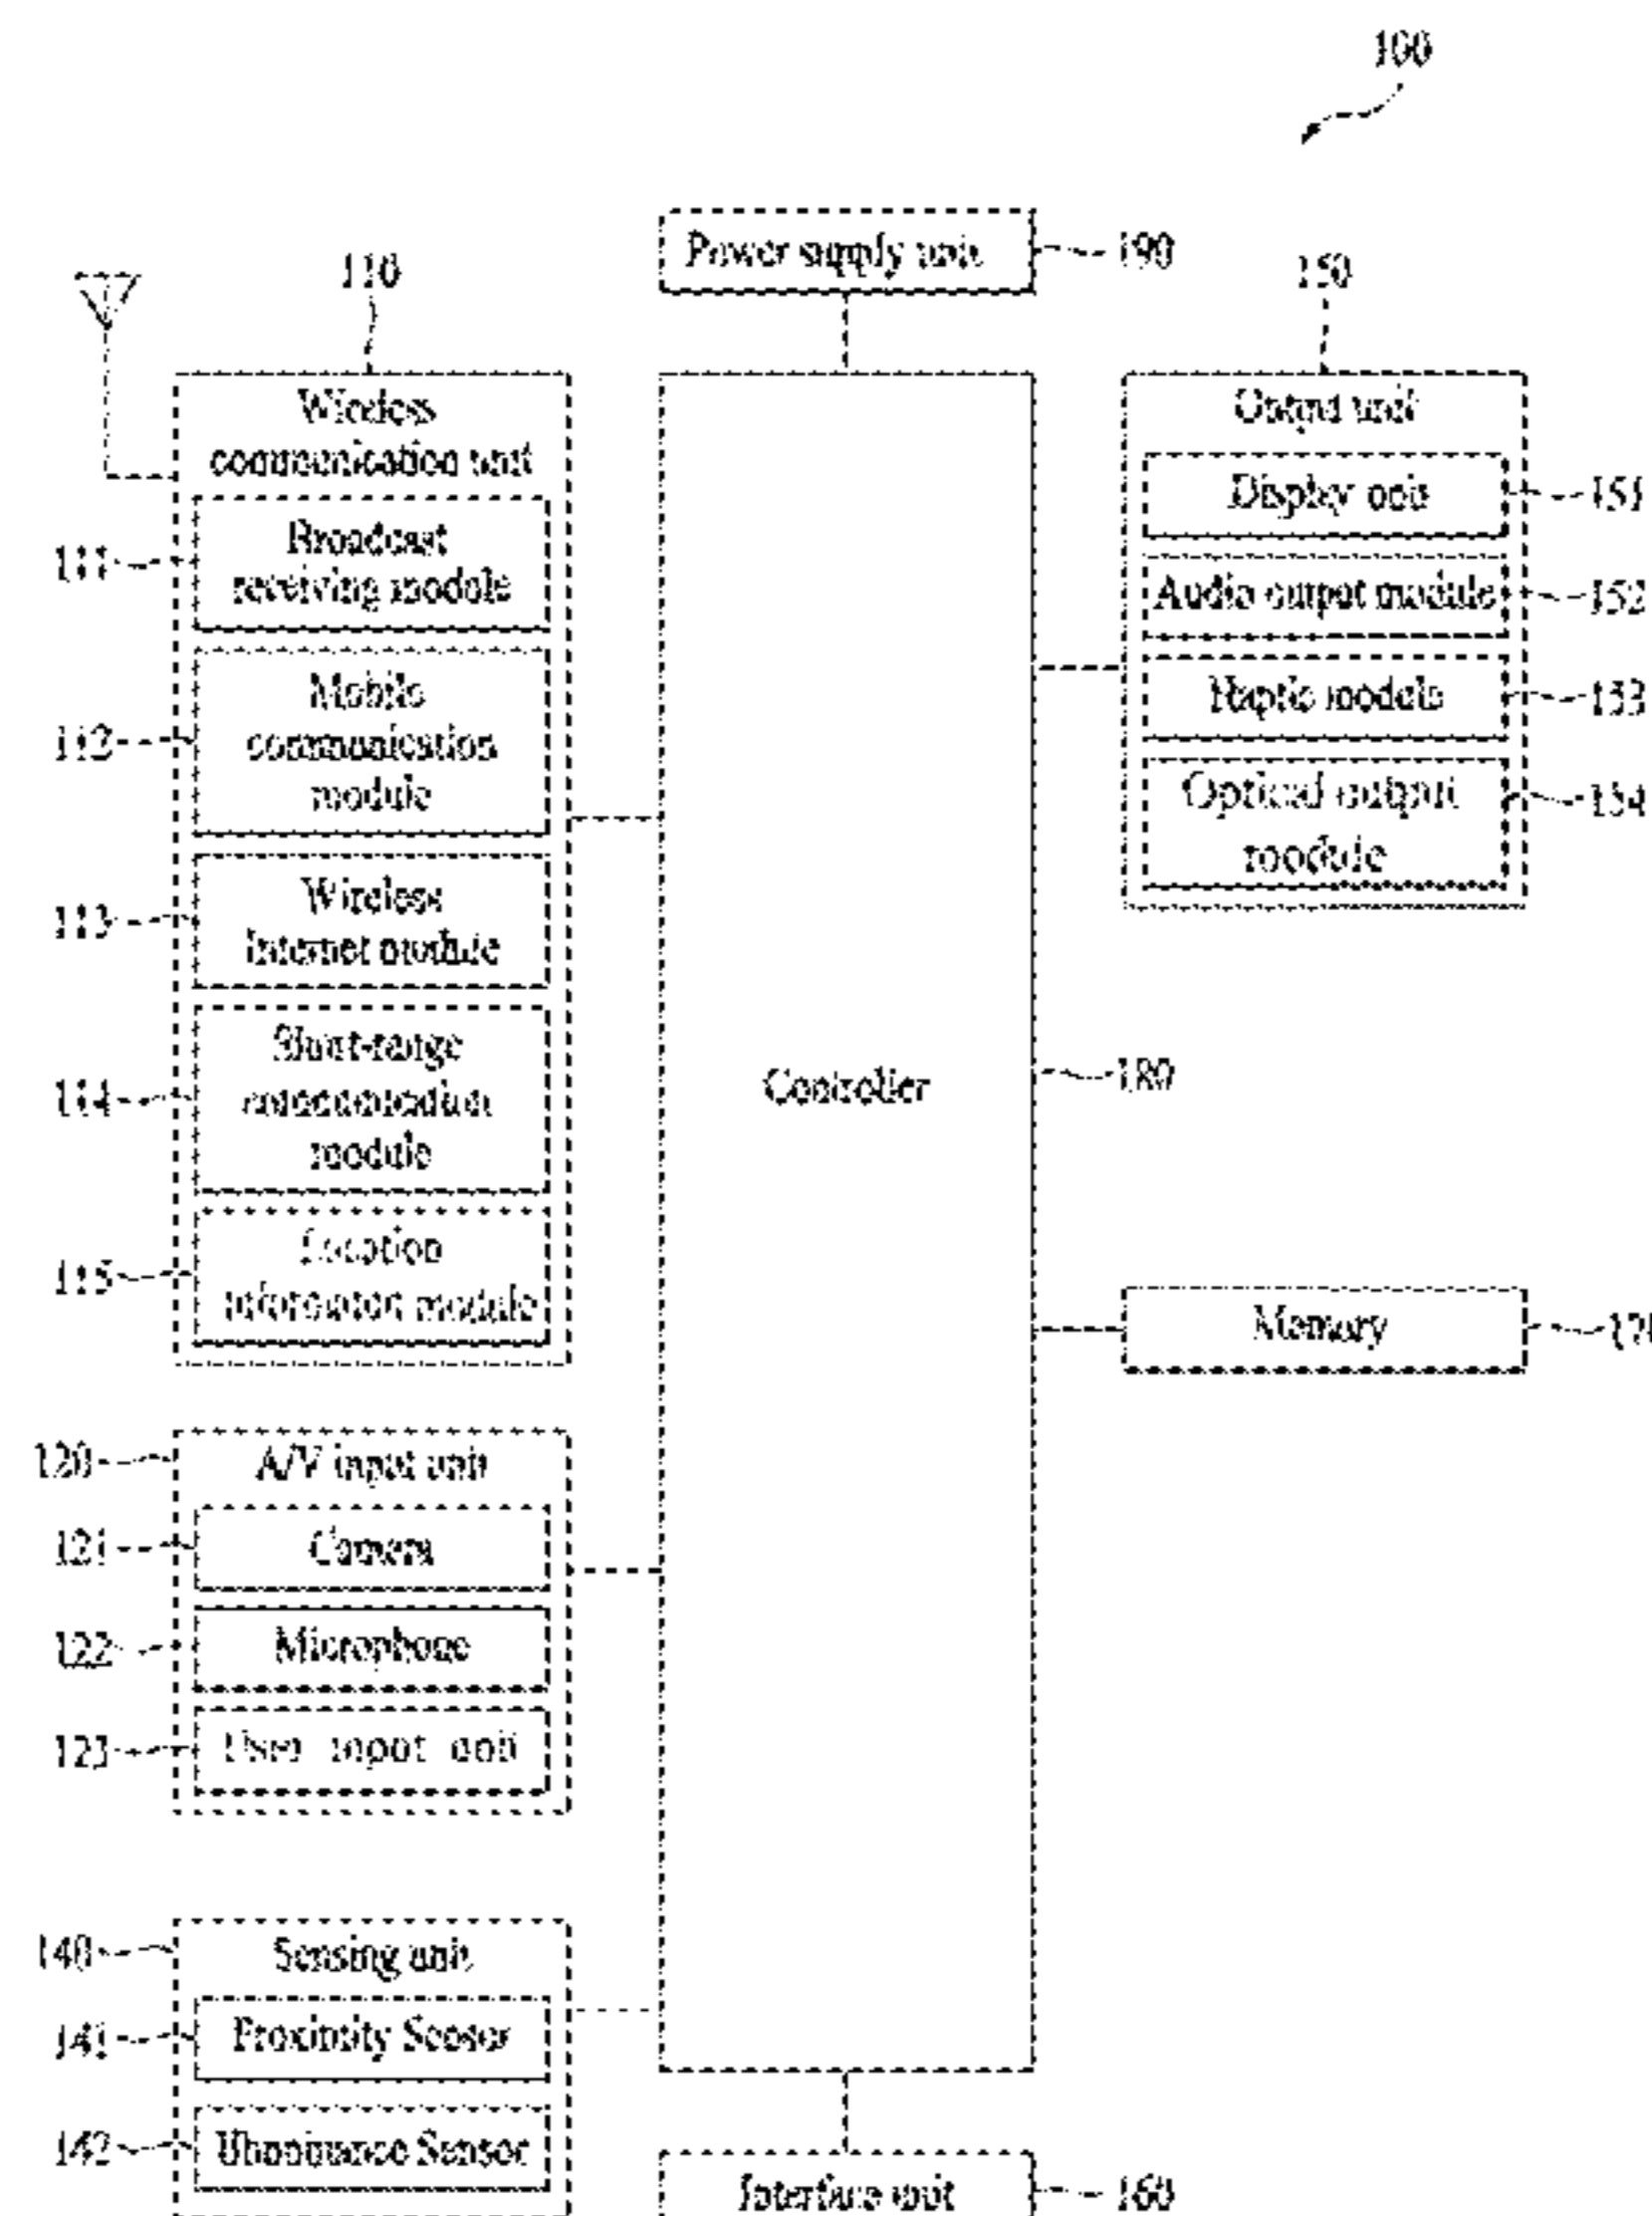 100
Power supply unit
190
110
150
Wireless
communication unit
Output unit
111
Broadcast
receiving module
Display unit
151
Audio output module
152
112
Mobile
communication
module
Haptic module
153
Optical output
module
154
113
Wireless
Internet module
114
Short-range
communication
module
Controller
180
115
Location
information module
Memory
120
A/V input unit
121
Camera
122
Microphone
123
User input unit
140
Sensing unit
141
Proximity Sensor
142
Illuminance Sensor
Interface unit
160